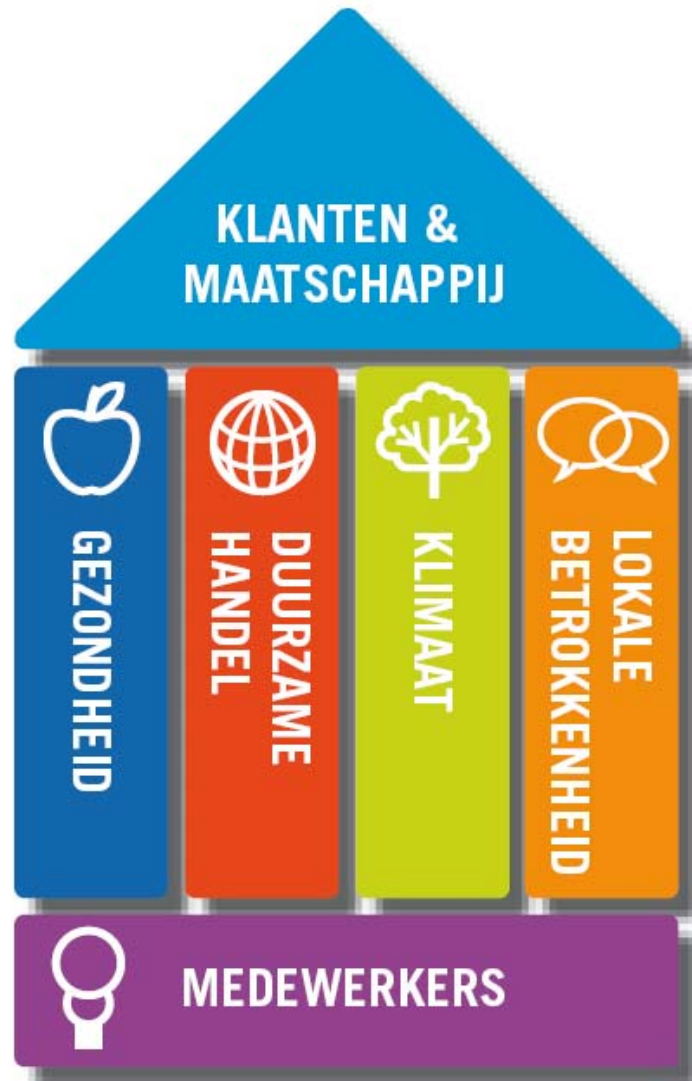 KLANTEN &
MAATSCHAPPIJ
GEZONDHEID
DUURZAME
HANDEL
KLIMAAT
LOKALE
BETROKKENHEID
MEDEWERKERS